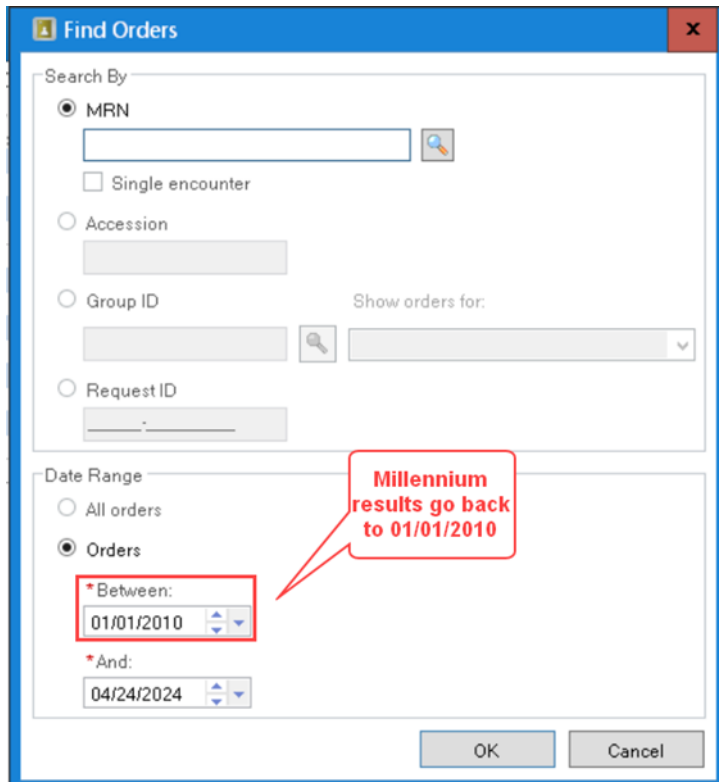 Find Orders
Search By
MRN
Single encounter
Accession
Group ID
Show orders for:
Request ID
______-__________
Date Range
All orders
Millennium
results go back
to 01/01/2010
Orders
*Between:
01/01/2010
*And:
04/24/2024
OK
Cancel